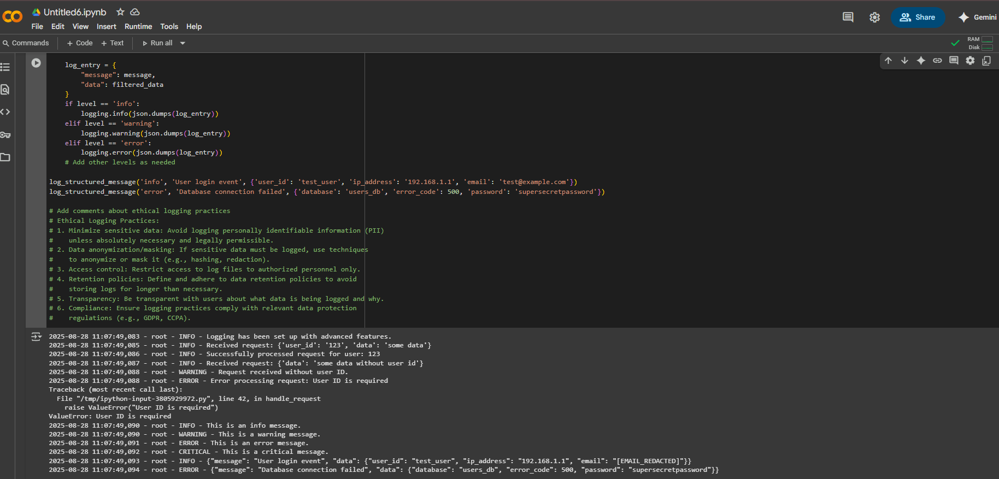 Untitled6.ipynb
File Edit View Insert Runtime Tools Help
Share
Gemini
Commands + Code + Text Run all
RAM
Disk
    log_entry = {
        "message": message,
        "data": filtered_data
    }
    if level == 'info':
        logging.info(json.dumps(log_entry))
    elif level == 'warning':
        logging.warning(json.dumps(log_entry))
    elif level == 'error':
        logging.error(json.dumps(log_entry))
    # Add other levels as needed
log_structured_message('info', 'User login event', {'user_id': 'test_user', 'ip_address': '192.168.1.1', 'email': 'test@example.com'})
log_structured_message('error', 'Database connection failed', {'database': 'users_db', 'error_code': 500, 'password': 'supersecretpassword'})
# Add comments about ethical logging practices
# Ethical Logging Practices:
# 1. Minimize sensitive data: Avoid logging personally identifiable information (PII)
#    unless absolutely necessary and legally permissible.
# 2. Data anonymization/masking: If sensitive data must be logged, use techniques
#    to anonymize or mask it (e.g., hashing, redaction).
# 3. Access control: Restrict access to log files to authorized personnel only.
# 4. Retention policies: Define and adhere to data retention policies to avoid
#    storing logs for longer than necessary.
# 5. Transparency: Be transparent with users about what data is being logged and why.
# 6. Compliance: Ensure logging practices comply with relevant data protection
#    regulations (e.g., GDPR, CCPA).
2025-08-28 11:07:49,083 - root - INFO - Logging has been set up with advanced features.
2025-08-28 11:07:49,085 - root - INFO - Received request: {'user_id': '123', 'data': 'some data'}
2025-08-28 11:07:49,086 - root - INFO - Successfully processed request for user: 123
2025-08-28 11:07:49,087 - root - INFO - Received request: {'data': 'some data without user id'}
2025-08-28 11:07:49,088 - root - WARNING - Request received without user ID.
2025-08-28 11:07:49,088 - root - ERROR - Error processing request: User ID is required
Traceback (most recent call last):
  File "/tmp/ipython-input-3805929972.py", line 42, in handle_request
    raise ValueError("User ID is required")
ValueError: User ID is required
2025-08-28 11:07:49,090 - root - INFO - This is an info message.
2025-08-28 11:07:49,090 - root - WARNING - This is a warning message.
2025-08-28 11:07:49,091 - root - ERROR - This is an error message.
2025-08-28 11:07:49,092 - root - CRITICAL - This is a critical message.
2025-08-28 11:07:49,093 - root - INFO - {"message": "User login event", "data": {"user_id": "test_user", "ip_address": "192.168.1.1", "email": "[EMAIL_REDACTED]"}}
2025-08-28 11:07:49,094 - root - ERROR - {"message": "Database connection failed", "data": {"database": "users_db", "error_code": 500, "password": "supersecretpassword"}}